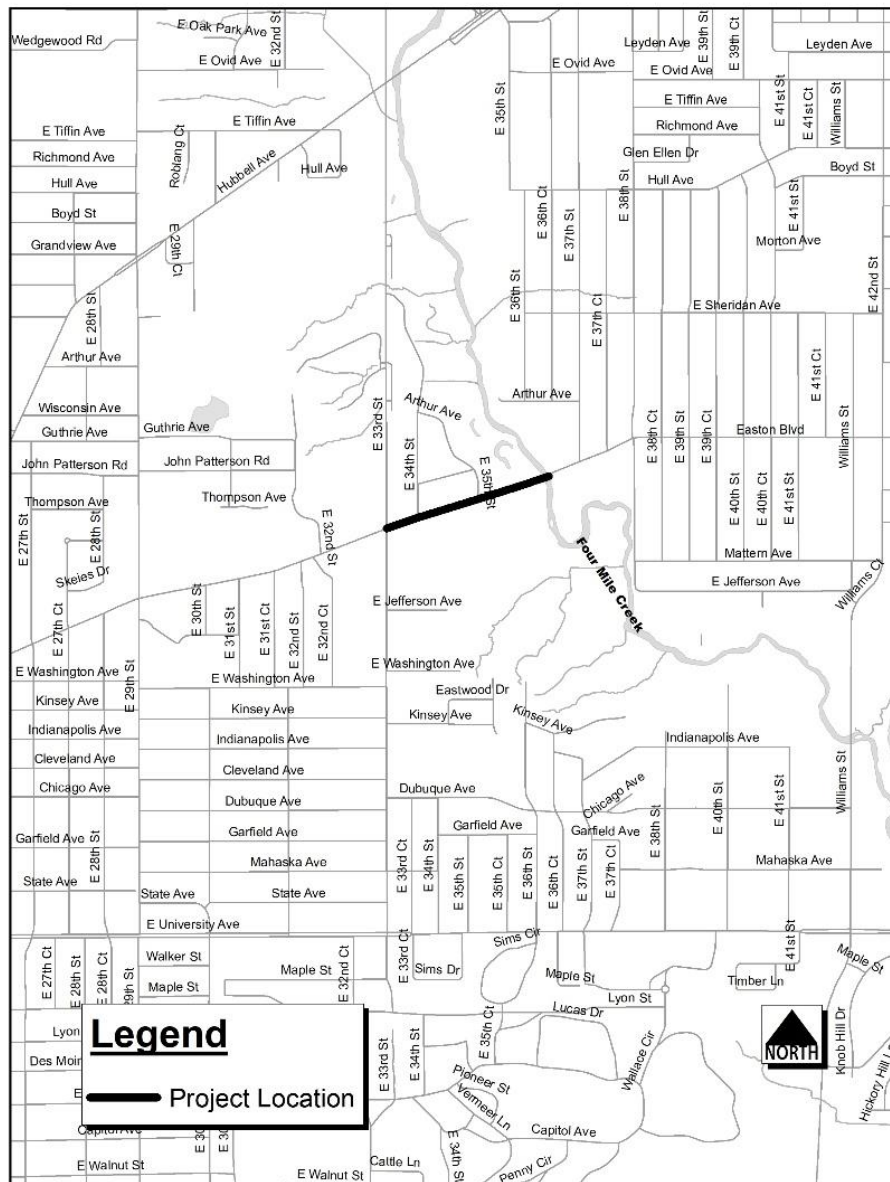 E Oak Park Ave
E 32nd St
Wedgewood Rd
E Ovid Ave
Leyden Ave
E 39th St
E 39th Ct
Leyden Ave
E Ovid Ave
E Ovid Ave
E 35th St
E Tiffin Ave
E 41st St
E 41st Ct
Williams St
E Tiffin Ave
E Tiffin Ave
Richmond Ave
Richmond Ave
Roblang Ct
Hubbell Ave
Hull Ave
Glen Ellen Dr
Boyd St
Hull Ave
Hull Ave
E 38th St
Boyd St
E 36th Ct
E 37th St
E 41st St
Grandview Ave
E 29th Ct
Morton Ave
E 42nd St
E 28th St
E 36th St
E 37th Ct
E Sheridan Ave
Arthur Ave
E 41st Ct
Arthur Ave
Arthur Ave
Wisconsin Ave
E 33rd St
Guthrie Ave
Guthrie Ave
E 38th Ct
E 39th St
E 39th Ct
Easton Blvd
Williams St
John Patterson Rd
John Patterson Rd
E 34th St
E 35th St
Thompson Ave
Thompson Ave
E 40th St
E 40th Ct
E 41st St
E 27th St
E 28th St
E 32nd St
Mattern Ave
Skeies Dr
Four Mile Creek
E Jefferson Ave
Williams Ct
E 27th Ct
E 30th St
E 31st St
E 31st Ct
E 32nd St
E 32nd Ct
E Jefferson Ave
E Washington Ave
E 29th St
E Washington Ave
E Washington Ave
Eastwood Dr
Kinsey Ave
Kinsey Ave
Kinsey Ave
Kinsey Ave
Indianapolis Ave
Indianapolis Ave
Indianapolis Ave
Cleveland Ave
Cleveland Ave
Williams St
Chicago Ave
Dubuque Ave
Dubuque Ave
Chicago Ave
E 40th St
E 41st St
Garfield Ave
E 28th St
Garfield Ave
E 33rd Ct
E 34th St
Garfield Ave
Garfield Ave
E 38th St
State Ave
Mahaska Ave
E 35th St
E 35th Ct
E 36th St
E 36th Ct
E 37th St
E 37th Ct
Mahaska Ave
State Ave
State Ave
E University Ave
E 27th Ct
E 28th St
E 28th Ct
29th St
Walker St
Maple St
Maple St
E 32nd Ct
E 33rd Ct
Sims Dr
Sims Cir
Maple St
E 41st St
Timber Ln
Maple St
Lyon
Lyon St
Lucas Dr
Legend
Project Location
Des Moin
E
Capitol Ave
E 30
E 30
E Walnut St
E Walnut St
E 33rd St
E 34th St
E 35th Ct
Wallace Cir
NORTH
Knob Hill Dr
Hickory Hill
Pioneer St
Vermeer Ln
Capitol Ave
E 34th St
Cattle Ln
Penny Cir